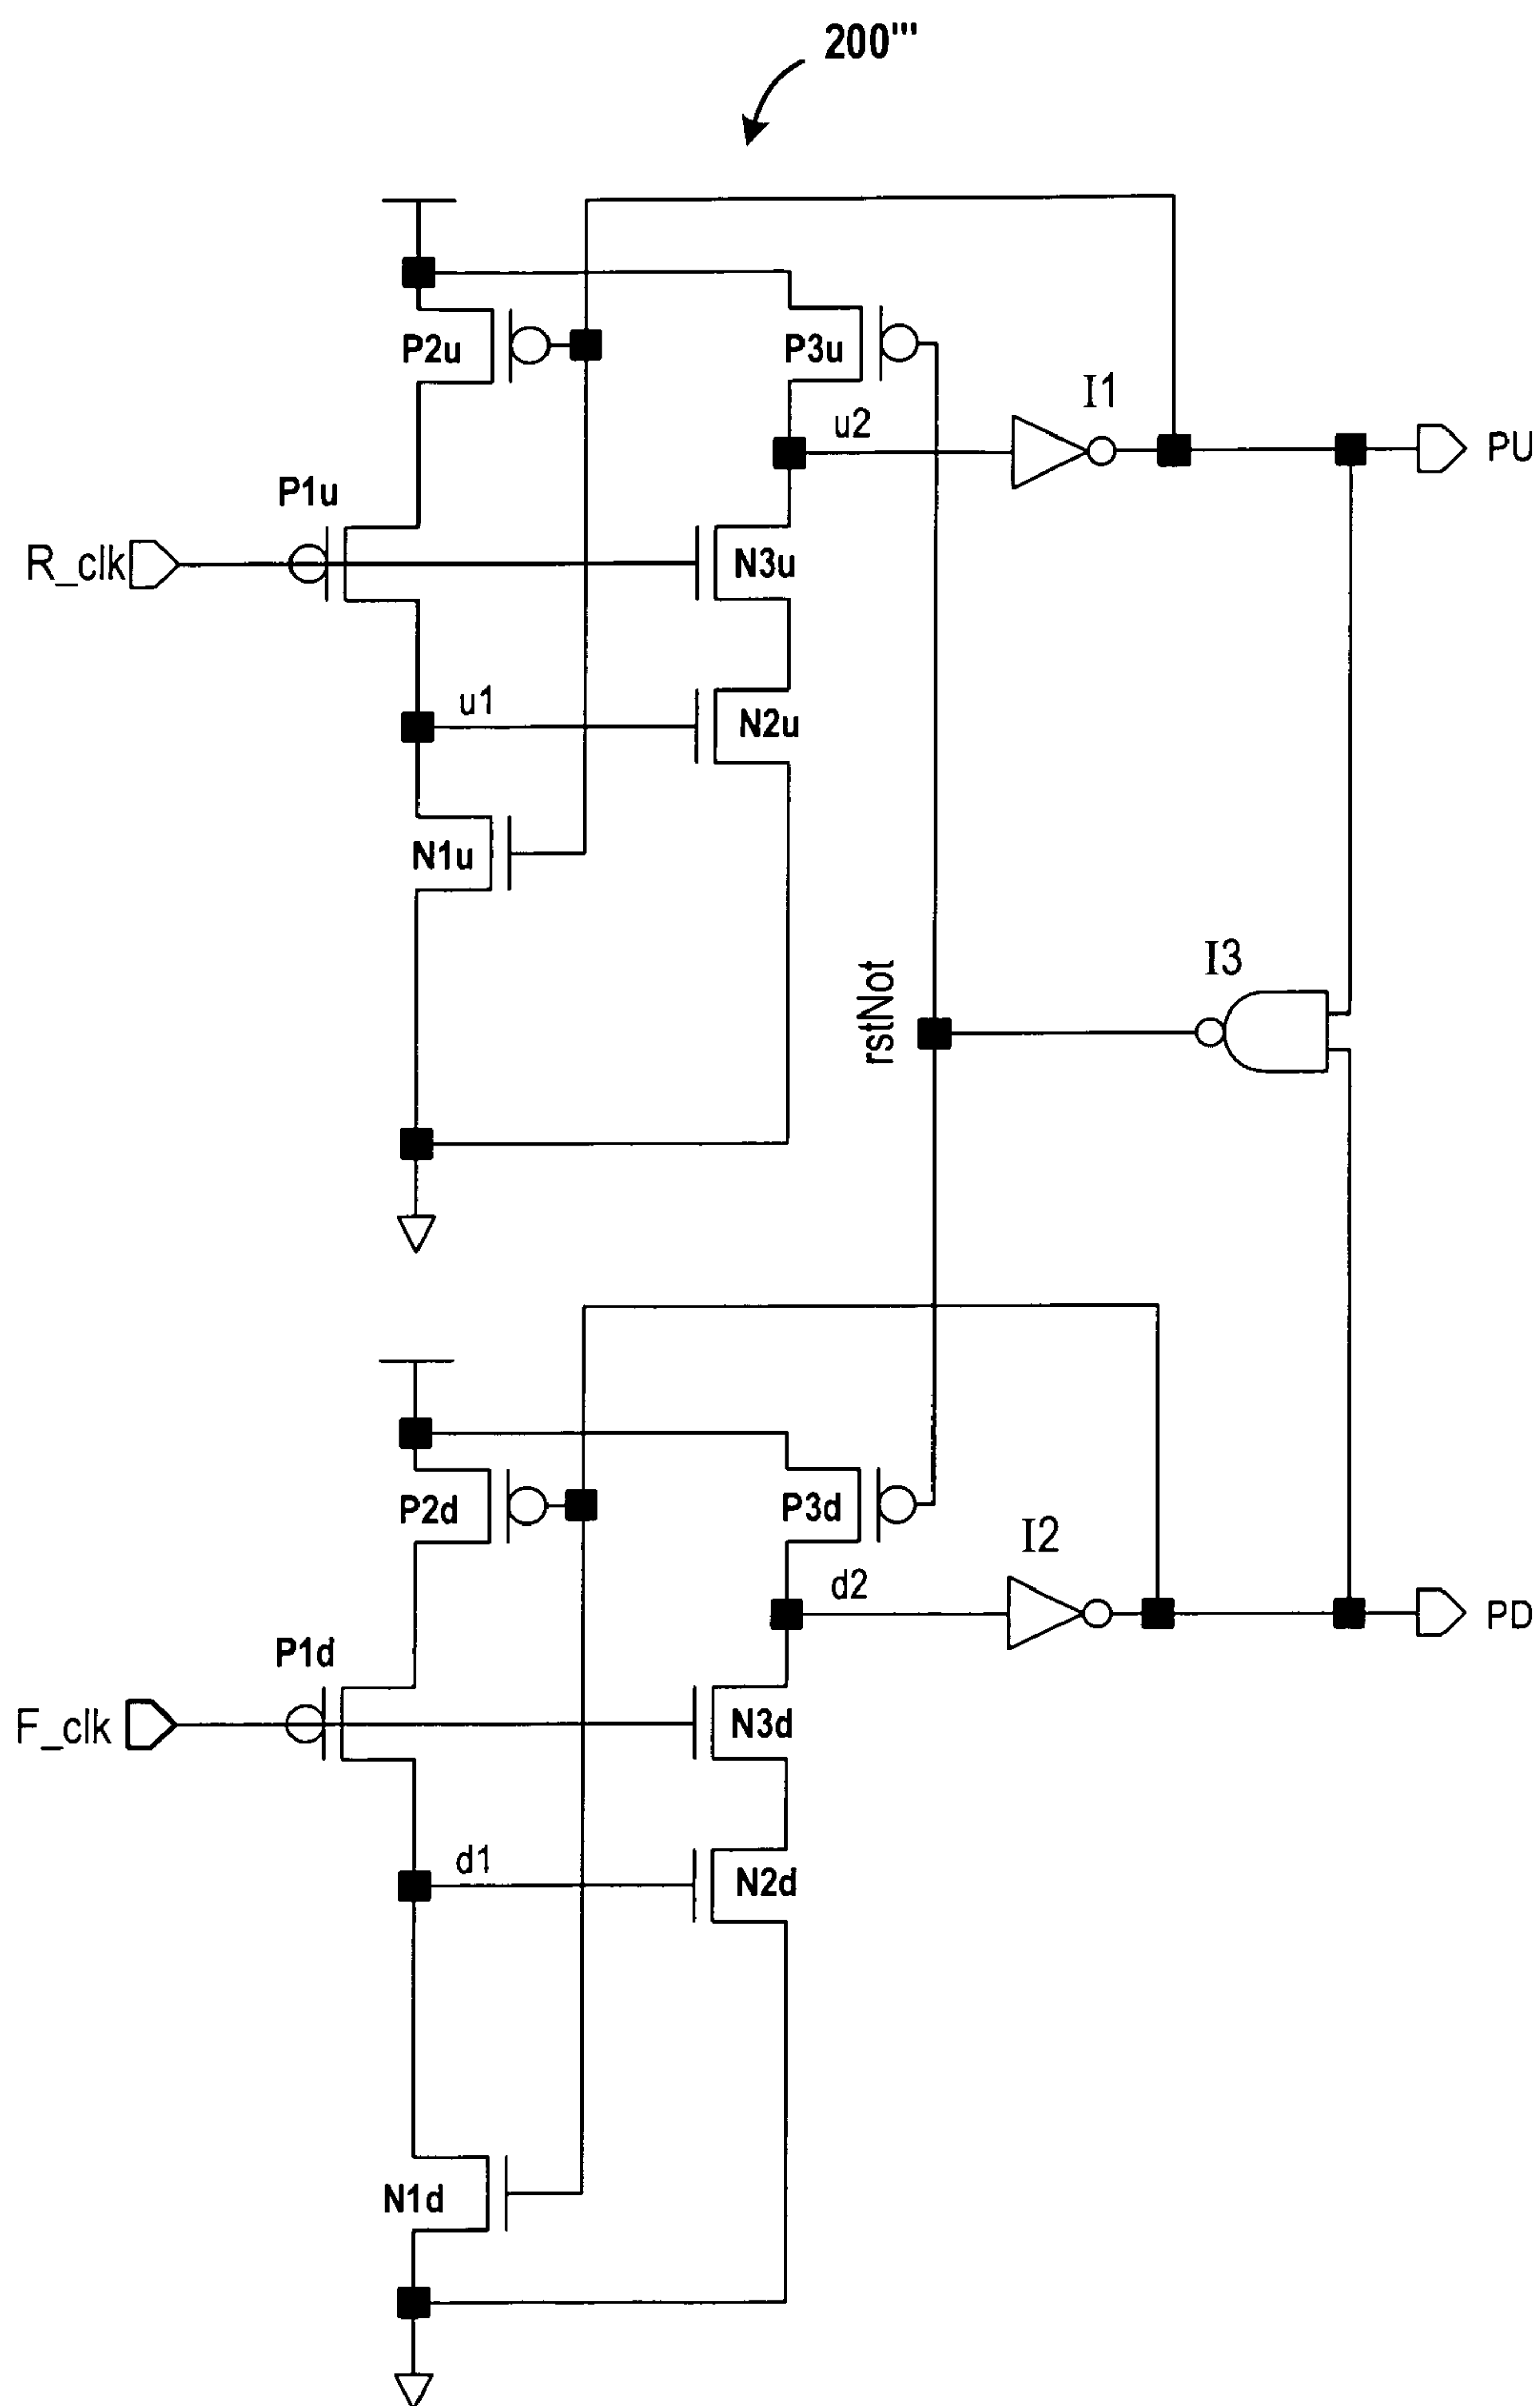 200'''
P2u
P3u
u2
I1
PU
P1u
R_clk
N3u
u1
N2u
N1u
rstNot
I3
P2d
P3d
I2
d2
PD
P1d
F_clk
N3d
d1
N2d
N1d